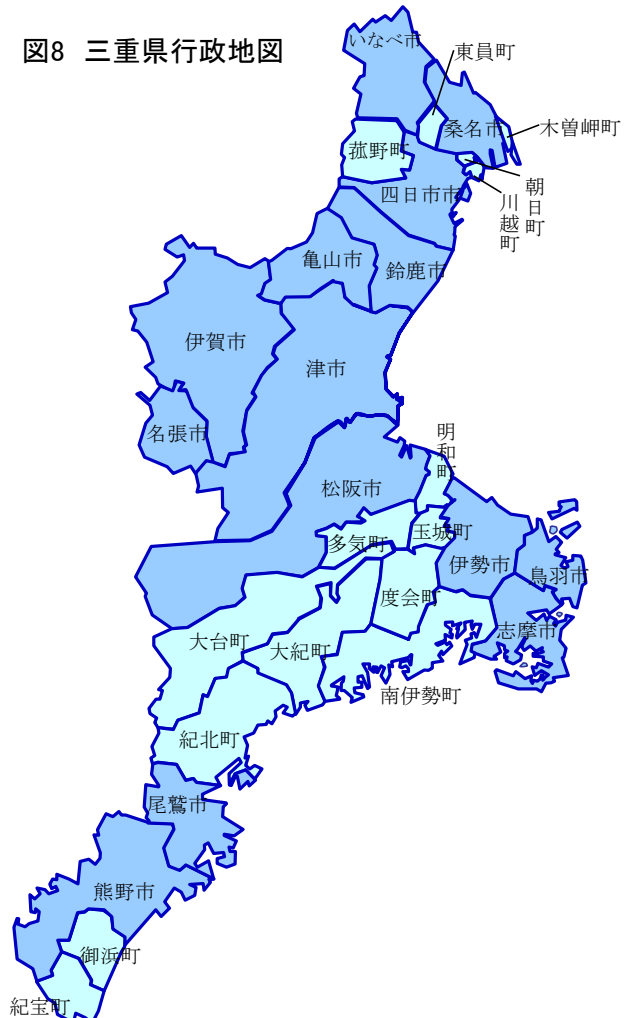 図8 三重県行政地図
いなべ市
東員町
桑名市
木曽岬町
菰野町
朝日町
川越町
四日市市
亀山市
鈴鹿市
伊賀市
津市
名張市
明和町
松阪市
多気町
玉城町
伊勢市
鳥羽市
度会町
志摩市
大台町
大紀町
南伊勢町
紀北町
尾鷲市
熊野市
御浜町
紀宝町